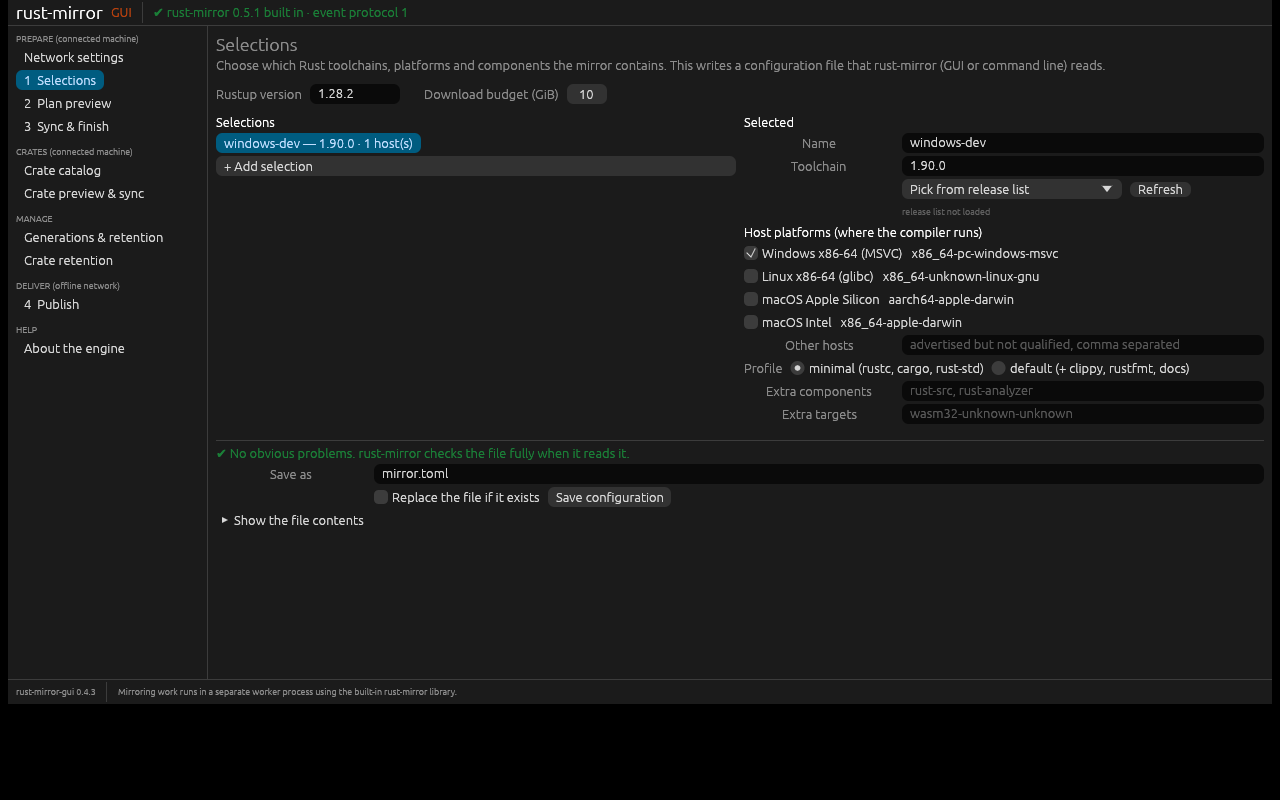 rust-mirror GUI ✔ rust-mirror 0.5.1 built in · event protocol 1
PREPARE (connected machine)
Network settings
1 Selections
2 Plan preview
3 Sync & finish
CRATES (connected machine)
Crate catalog
Crate preview & sync
MANAGE
Generations & retention
Crate retention
DELIVER (offline network)
4 Publish
HELP
About the engine
Selections
Choose which Rust toolchains, platforms and components the mirror contains. This writes a configuration file that rust-mirror (GUI or command line) reads.
Rustup version 1.28.2 Download budget (GiB) 10
Selections
windows-dev — 1.90.0 · 1 host(s)
+ Add selection
Selected
Name windows-dev
Toolchain 1.90.0
Pick from release list Refresh
release list not loaded
Host platforms (where the compiler runs)
Windows x86-64 (MSVC) x86_64-pc-windows-msvc
Linux x86-64 (glibc) x86_64-unknown-linux-gnu
macOS Apple Silicon aarch64-apple-darwin
macOS Intel x86_64-apple-darwin
Other hosts advertised but not qualified, comma separated
Profile minimal (rustc, cargo, rust-std) default (+ clippy, rustfmt, docs)
Extra components rust-src, rust-analyzer
Extra targets wasm32-unknown-unknown
✔ No obvious problems. rust-mirror checks the file fully when it reads it.
Save as mirror.toml
Replace the file if it exists Save configuration
Show the file contents
rust-mirror-gui 0.4.3 Mirroring work runs in a separate worker process using the built-in rust-mirror library.